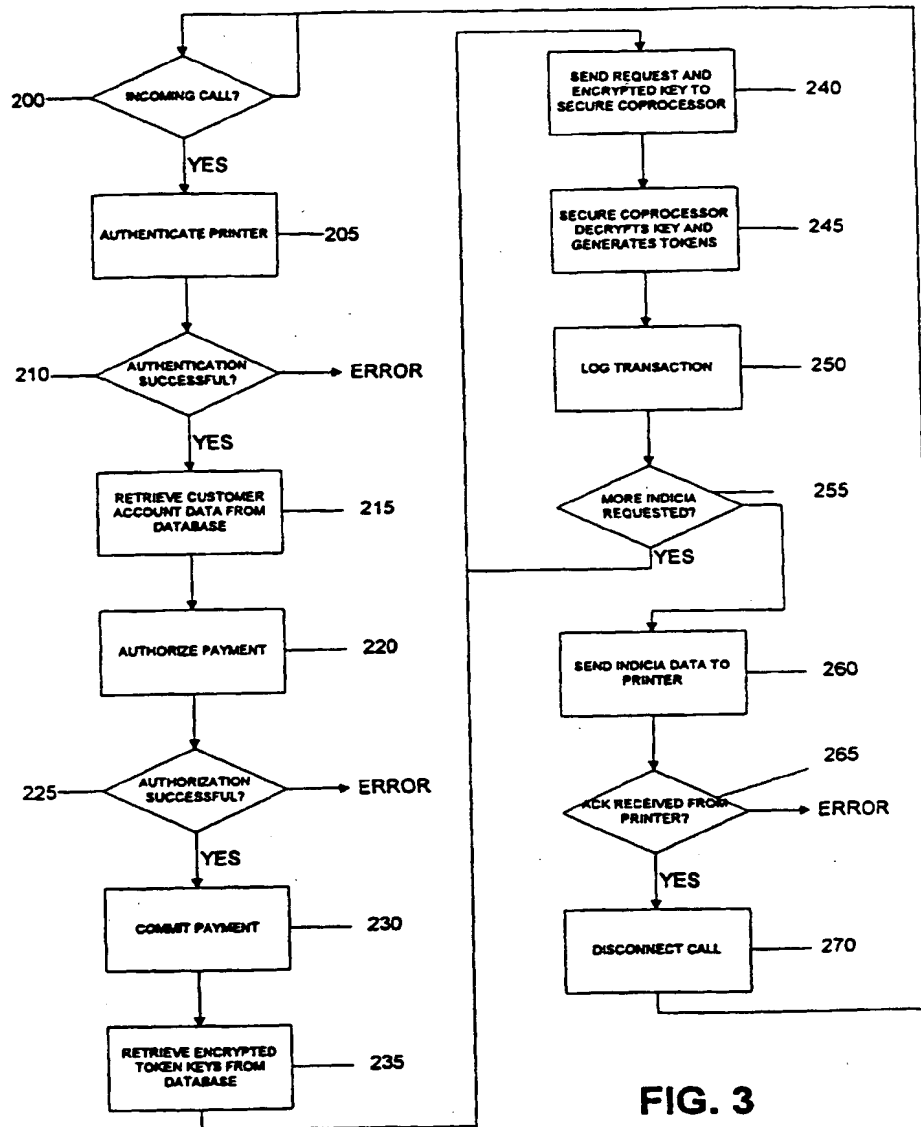 INCOMING CALL?
200
YES
AUTHENTICATE PRINTER
205
AUTHENTICATION
SUCCESSFUL?
210
ERROR
YES
RETRIEVE CUSTOMER
ACCOUNT DATA FROM
DATABASE
215
AUTHORIZE PAYMENT
220
AUTHORIZATION
SUCCESSFUL?
225
ERROR
YES
COMMIT PAYMENT
230
RETRIEVE ENCRYPTED
TOKEN KEYS FROM
DATABASE
235
SEND REQUEST AND
ENCRYPTED KEY TO
SECURE COPROCESSOR
240
SECURE COPROCESSOR
DECRYPTS KEY AND
GENERATES TOKENS
245
LOG TRANSACTION
250
MORE INDICIA
REQUESTED?
255
YES
SEND INDICIA DATA TO
PRINTER
260
265
ACK RECEIVED FROM
PRINTER?
ERROR
YES
DISCONNECT CALL
270
FIG. 3